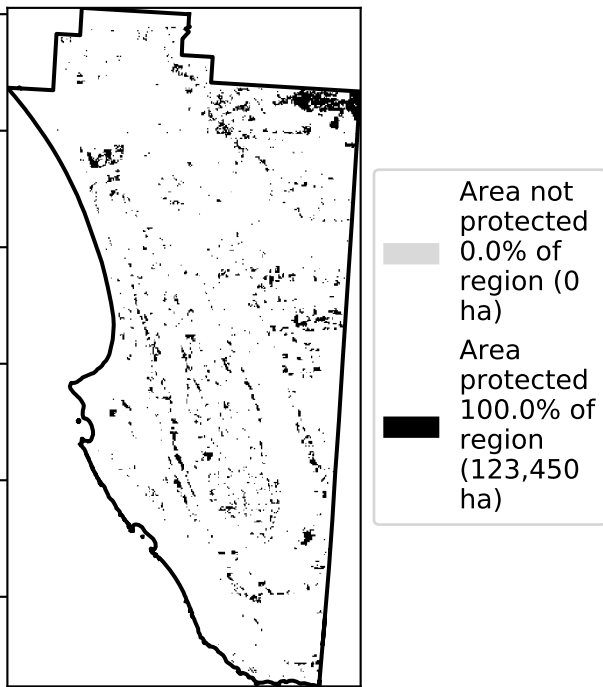 Area not
protected
0.0% of
region (0
ha)
Area
protected
100.0% of
region
(123,450
ha)